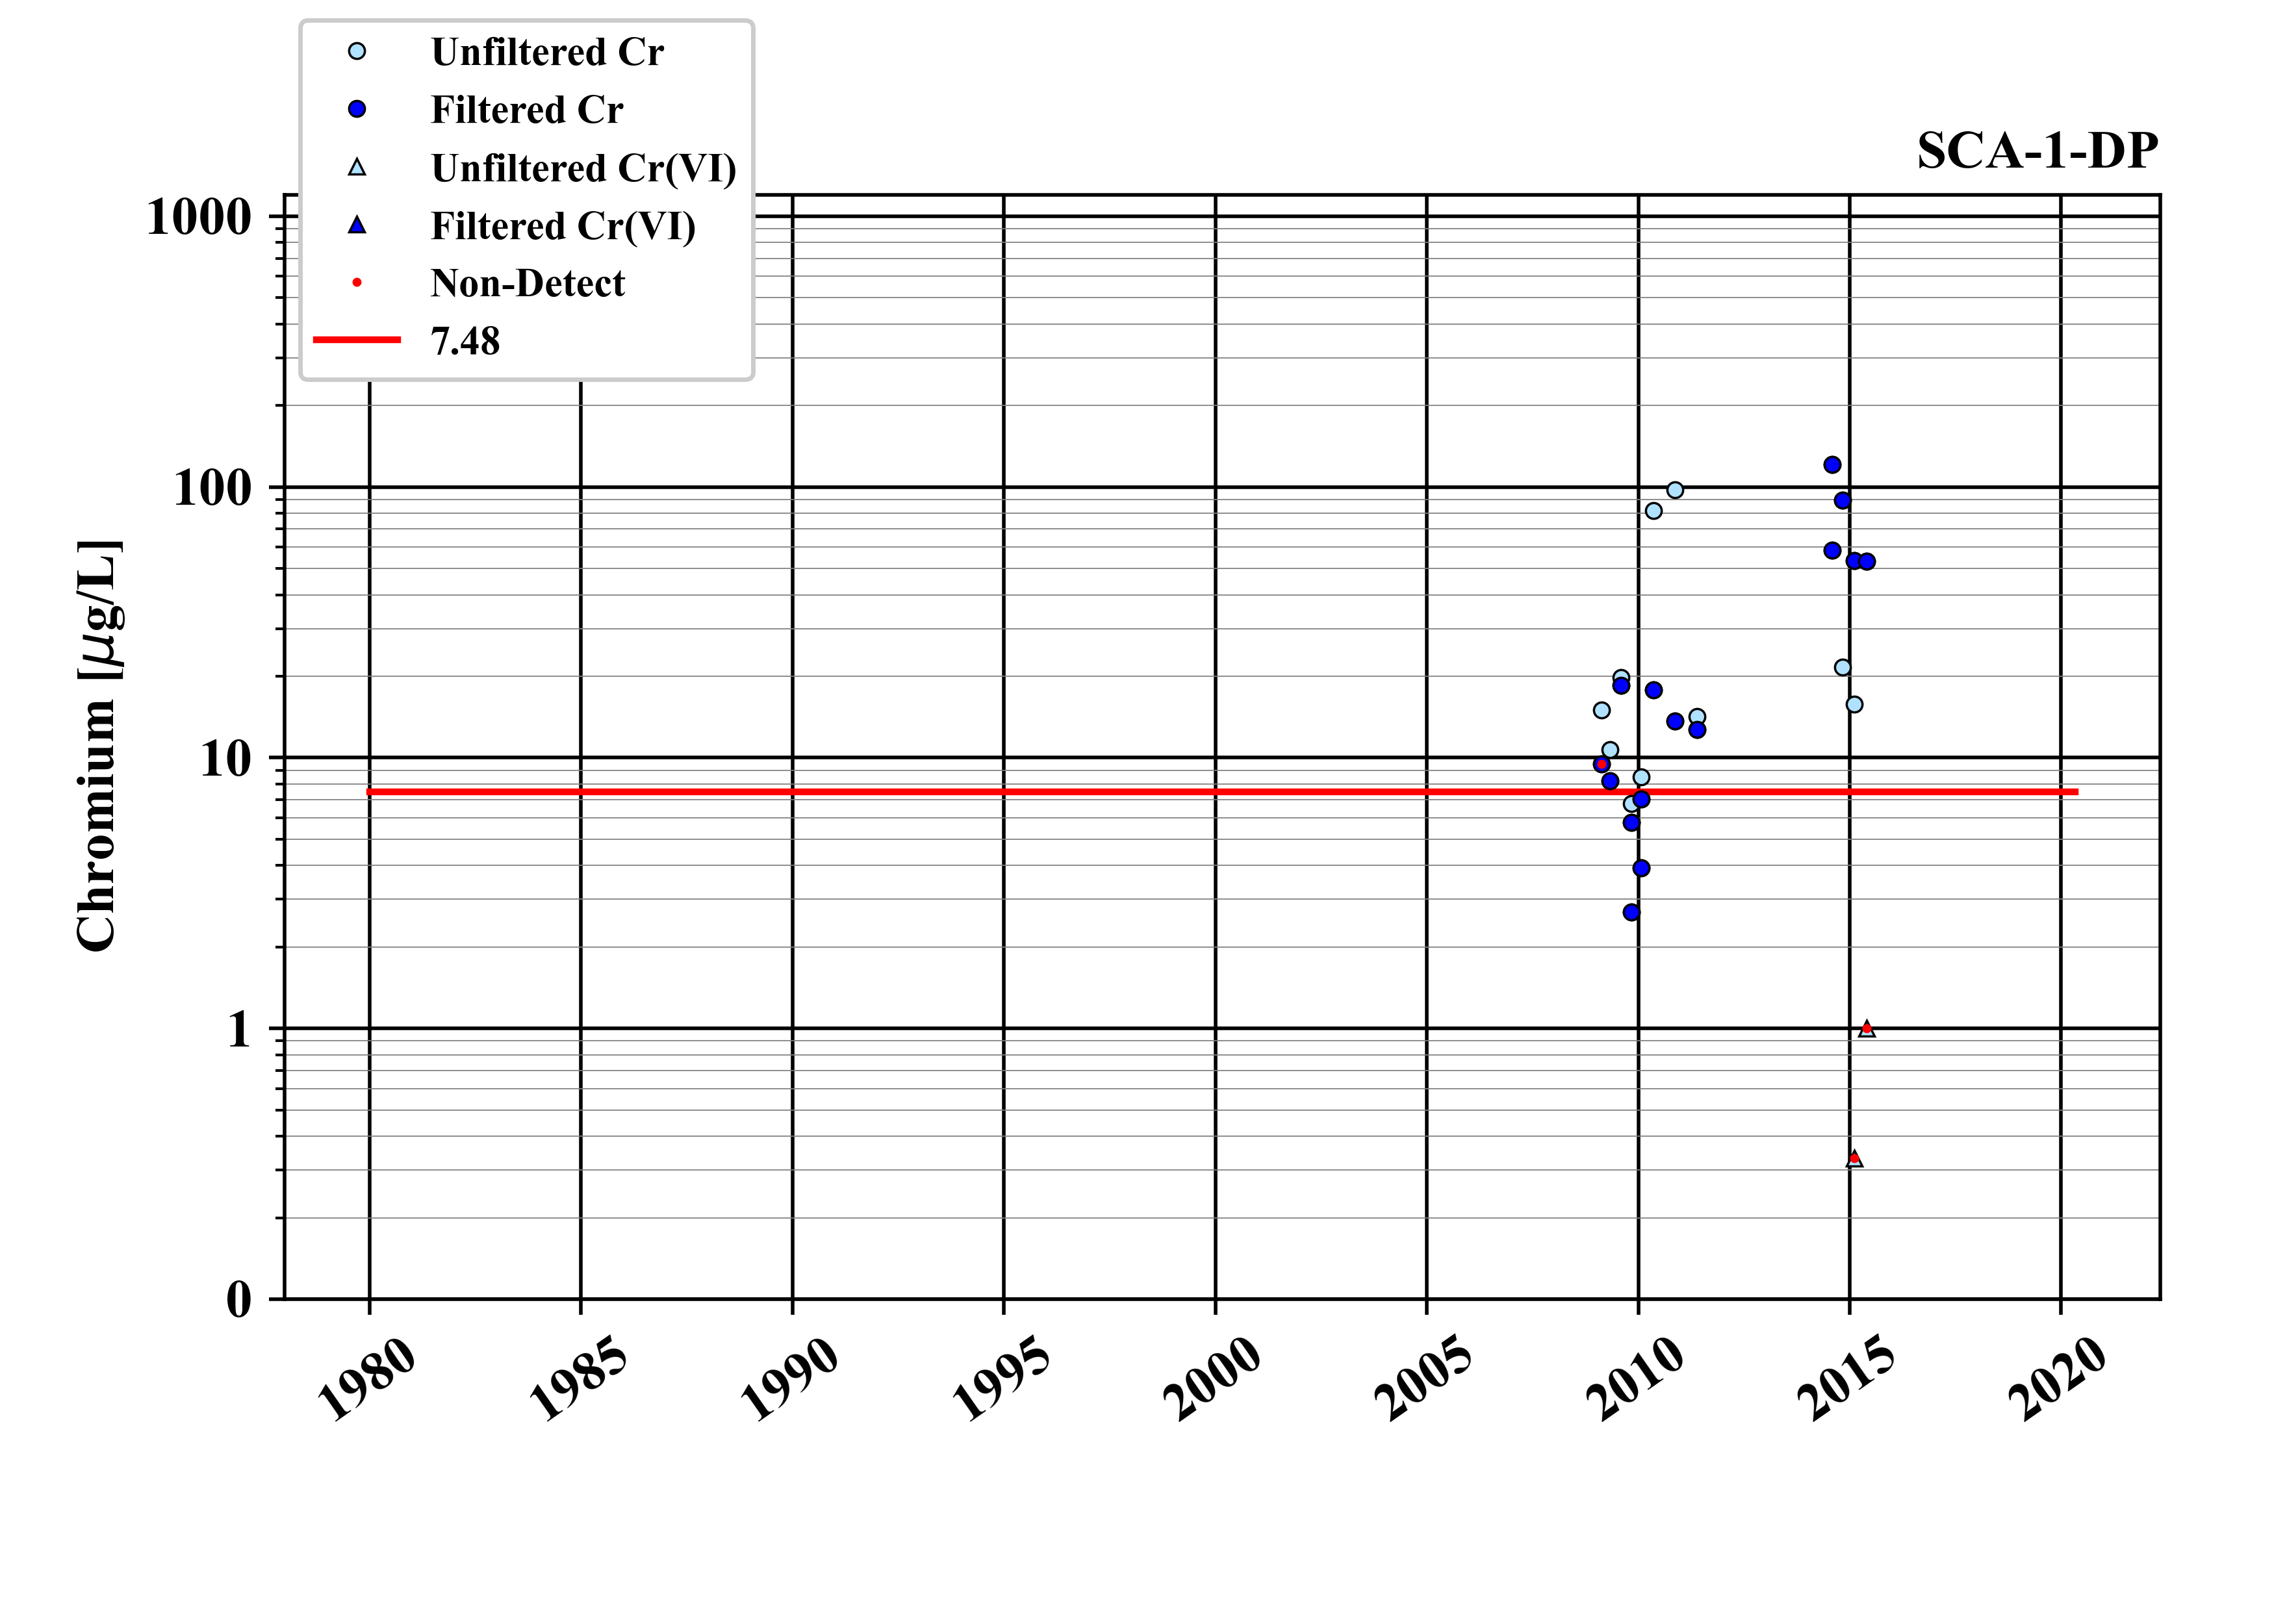 Unfiltered Cr
Filtered Cr
Unfiltered Cr(VI)
Filtered Cr(VI)
Non-Detect
7.48
SCA-1-DP
1000
100
10
1
0
Chromium [μg/L]
1980
1985
1990
1995
2000
2005
2010
2015
2020